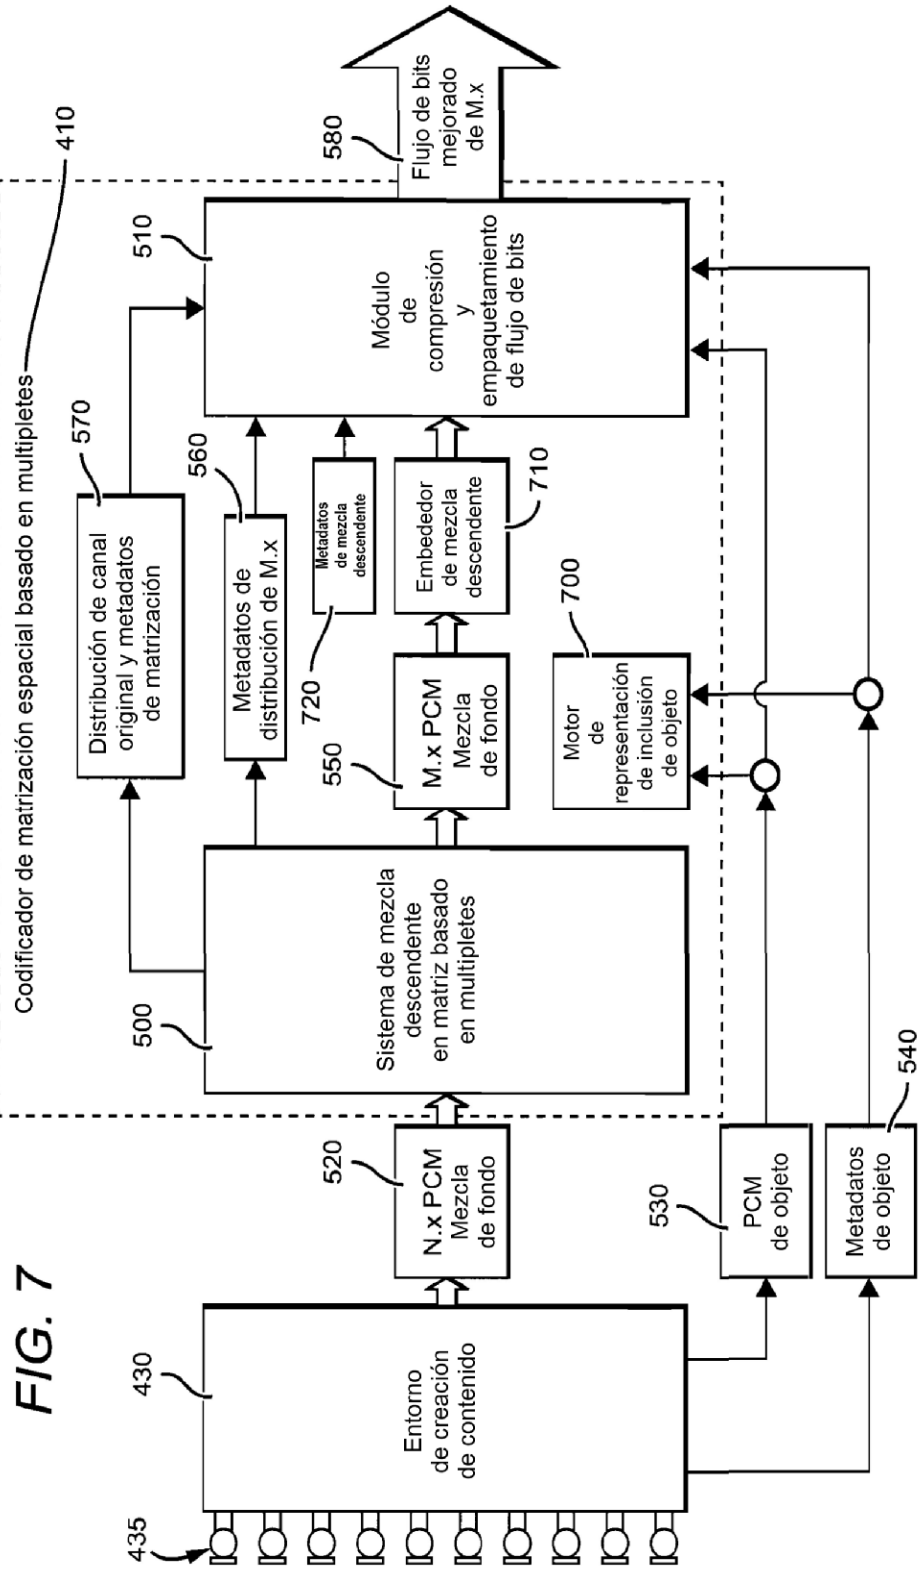 FIG. 7
Codificador de matrización espacial basado en multipletes
410
435
430
Entorno
de creación
de contenido
520
N.x PCM
Mezcla
de fondo
530
PCM
de objeto
540
Metadatos
de objeto
500
Sistema de mezcla
descendente
en matriz basado
en multipletes
570
Distribución de canal
original y metadatos
de matrización
560
Metadatos de
distribución de M.x
720
Metadatos
de mezcla
descendente
550
M.x PCM
Mezcla
de fondo
710
Embededor
de mezcla
descendente
700
Motor
de
representación
de inclusión
de objeto
510
Módulo
de
compresión
y
empaquetamiento
de flujo de bits
580
Flujo de bits
mejorado
de M.x